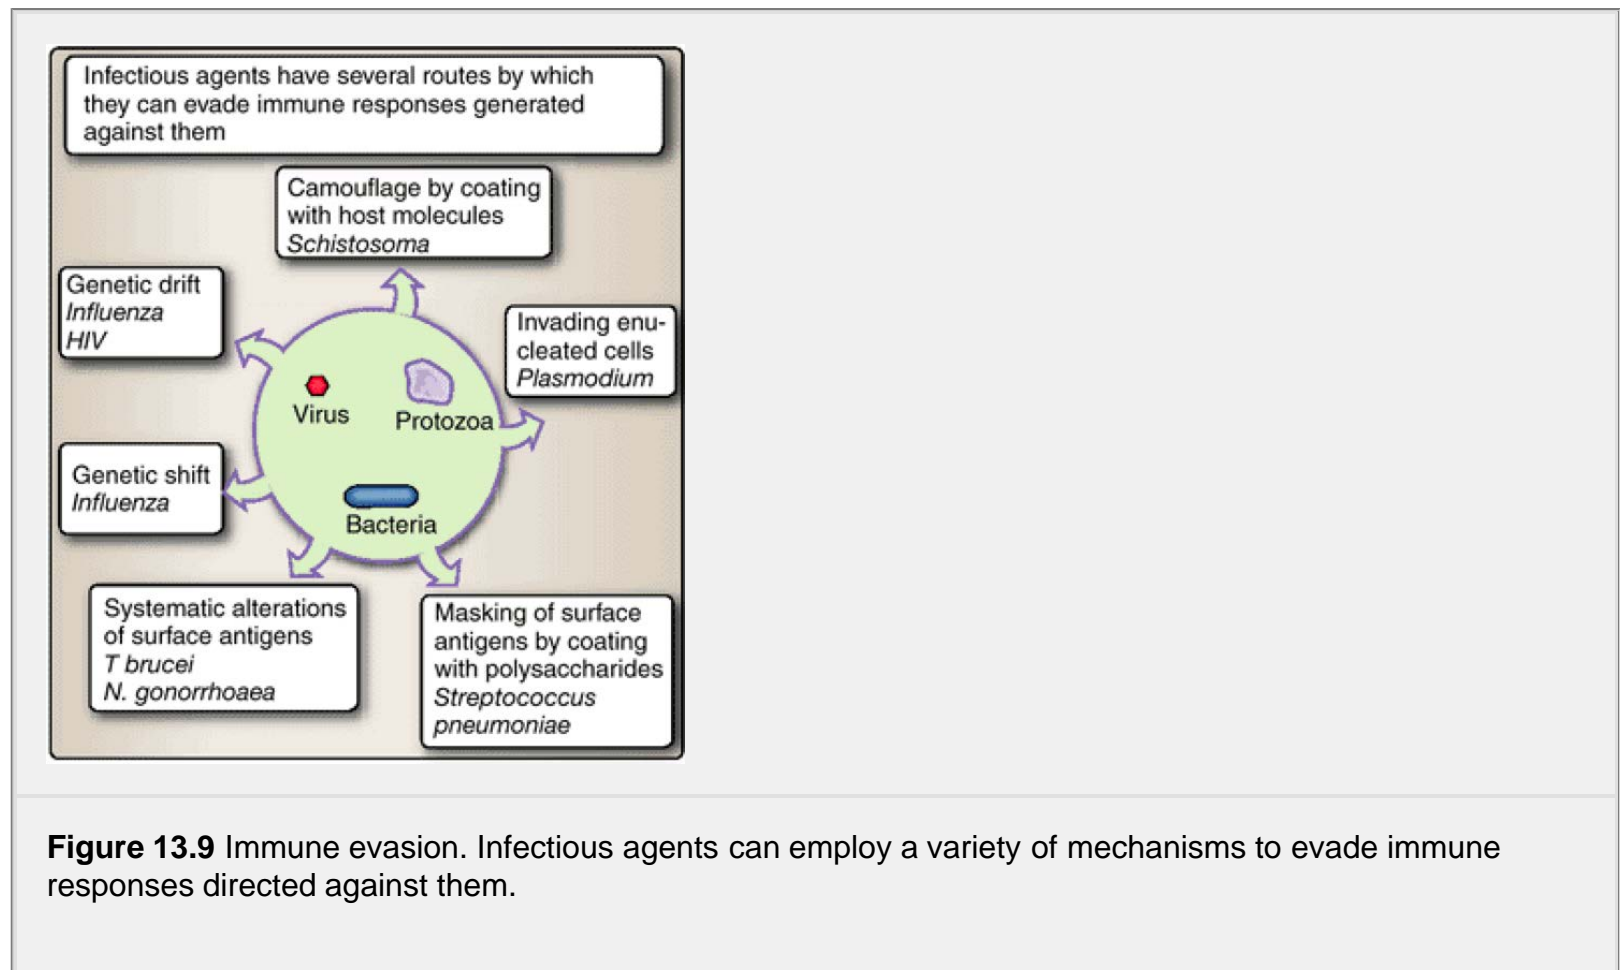 Infectious agents have several routes by which
they can evade immune responses generated
against them
Camouflage by coating
with host molecules
Schistosoma
Genetic drift
Influenza
HIV
Invading enu-
cleated cells
Plasmodium
Virus
Protozoa
Genetic shift
Influenza
Bacteria
Systematic alterations
of surface antigens
T brucei
N. gonorrhoaea
Masking of surface
antigens by coating
with polysaccharides
Streptococcus
pneumoniae
Figure 13.9 Immune evasion. Infectious agents can employ a variety of mechanisms to evade immune
responses directed against them.